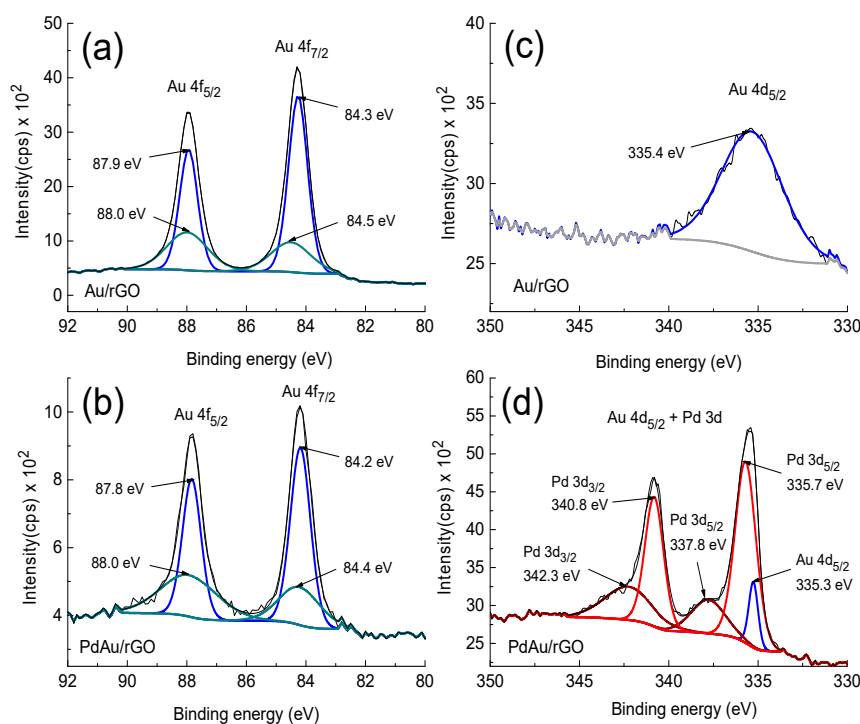 (a)
Au 4f5/2
Au 4f7/2
84.3 eV
87.9 eV
88.0 eV
84.5 eV
Intensity(cps) x 10²
50
40
30
20
10
0
Au/rGO
92 90 88 86 84 82 80
Binding energy (eV)
(c)
Au 4d5/2
335.4 eV
Intensity(cps) x 10²
40
35
30
25
Au/rGO
350 345 340 335 330
Binding energy (eV)
(b)
Au 4f5/2
Au 4f7/2
84.2 eV
87.8 eV
88.0 eV
84.4 eV
Intensity(cps) x 10²
10
8
6
4
PdAu/rGO
92 90 88 86 84 82 80
Binding energy (eV)
(d)
Au 4d5/2 + Pd 3d
Pd 3d5/2
335.7 eV
Pd 3d3/2
340.8 eV
Pd 3d5/2
337.8 eV
Pd 3d3/2
342.3 eV
Au 4d5/2
335.3 eV
Intensity(cps) x 10²
60
55
50
45
40
35
30
25
PdAu/rGO
350 345 340 335 330
Binding energy (eV)